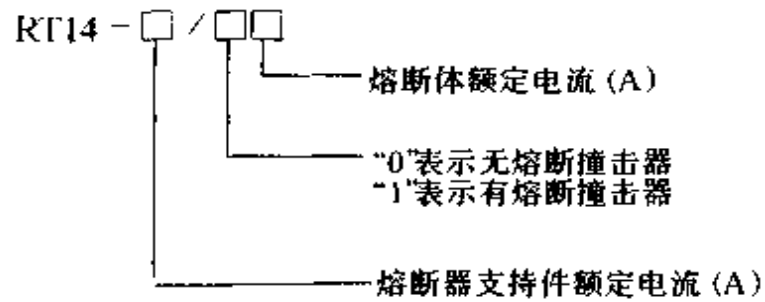 RT14-□/□□
熔断体额定电流(A)
"0"表示无熔断撞击器
"1"表示有熔断撞击器
熔断器支持件额定电流(A)